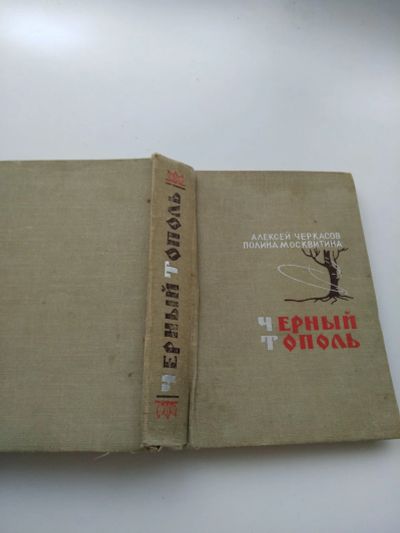 ЧЕРНЫЙ ТОПОЛЬ
АЛЕКСЕЙ ЧЕРКАСОВ
ПОЛИНА МОСКВИТИНА
ЧЕРНЫЙ
ТОПОЛЬ